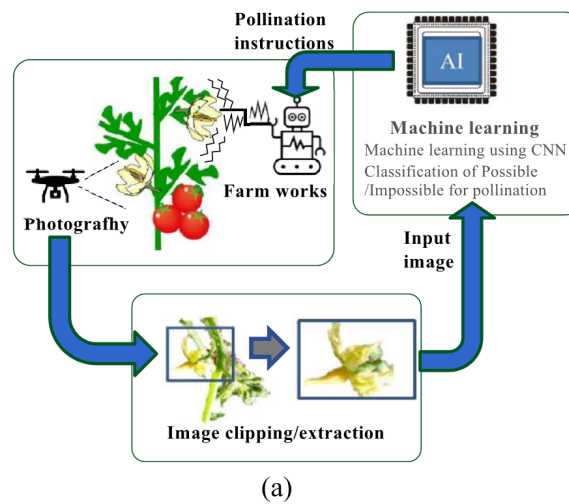 Pollination
instructions
AI
Machine learning
Machine learning using CNN
Classification of Possible
/Impossible for pollination
Farm works
Photografhy
Input
image
Image clipping/extraction
(a)